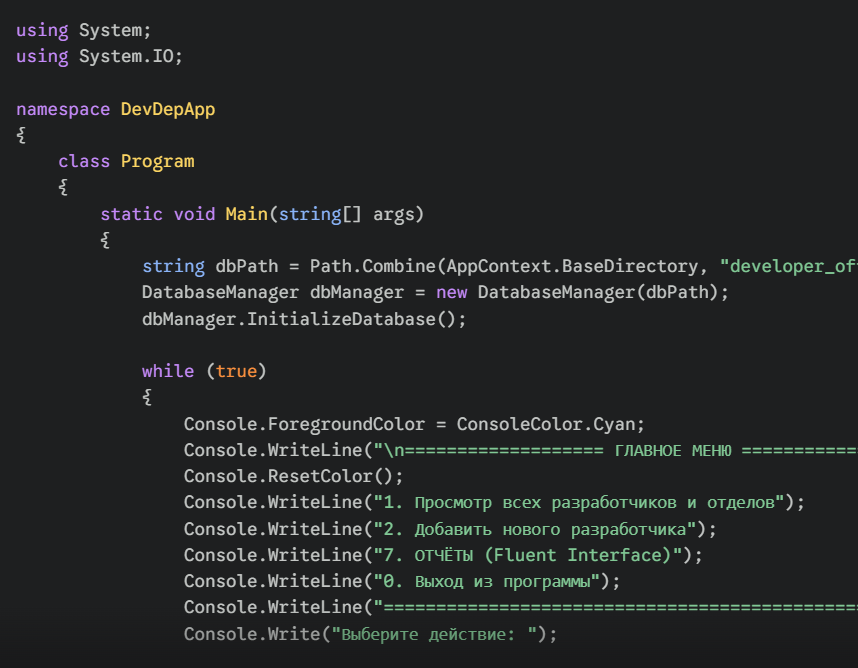 using System;
using System.IO;
namespace DevDepApp
{
class Program
{
static void Main(string[] args)
{
string dbPath = Path.Combine(AppContext.BaseDirectory, "developer_of
DatabaseManager dbManager = new DatabaseManager(dbPath);
dbManager.InitializeDatabase();
while (true)
{
Console.ForegroundColor = ConsoleColor.Cyan;
Console.WriteLine("\n=================== ГЛАВНОЕ МЕНЮ ===========
Console.ResetColor();
Console.WriteLine("1. Просмотр всех разработчиков и отделов");
Console.WriteLine("2. Добавить нового разработчика");
Console.WriteLine("7. ОТЧЁТЫ (Fluent Interface)");
Console.WriteLine("0. Выход из программы");
Console.WriteLine("=============================================
Console.Write("Выберите действие: ");